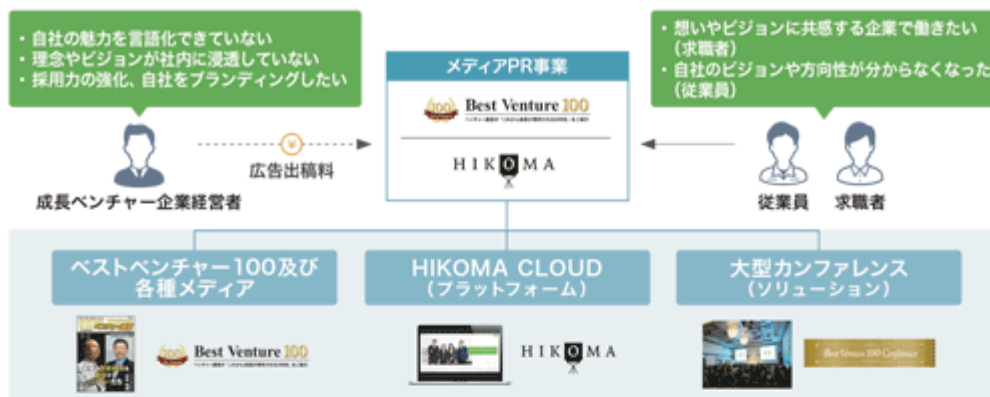 ・自社の魅力を言語化できていない
・理念やビジョンが社内に浸透していない
・採用力の強化、自社をブランディングしたい
・想いやビジョンに共感する企業で働きたい
（求職者）
・自社のビジョンや方向性が分からなくなった
（従業員）
メディアPR事業
100
Best Venture 100
HIKOMA
¥
広告出稿料
成長ベンチャー企業経営者
従業員
求職者
ベストベンチャー100及び
各種メディア
HIKOMA CLOUD
（プラットフォーム）
大型カンファレンス
（ソリューション）
Best Venture 100
HIKOMA
Best Venture 100 Conference